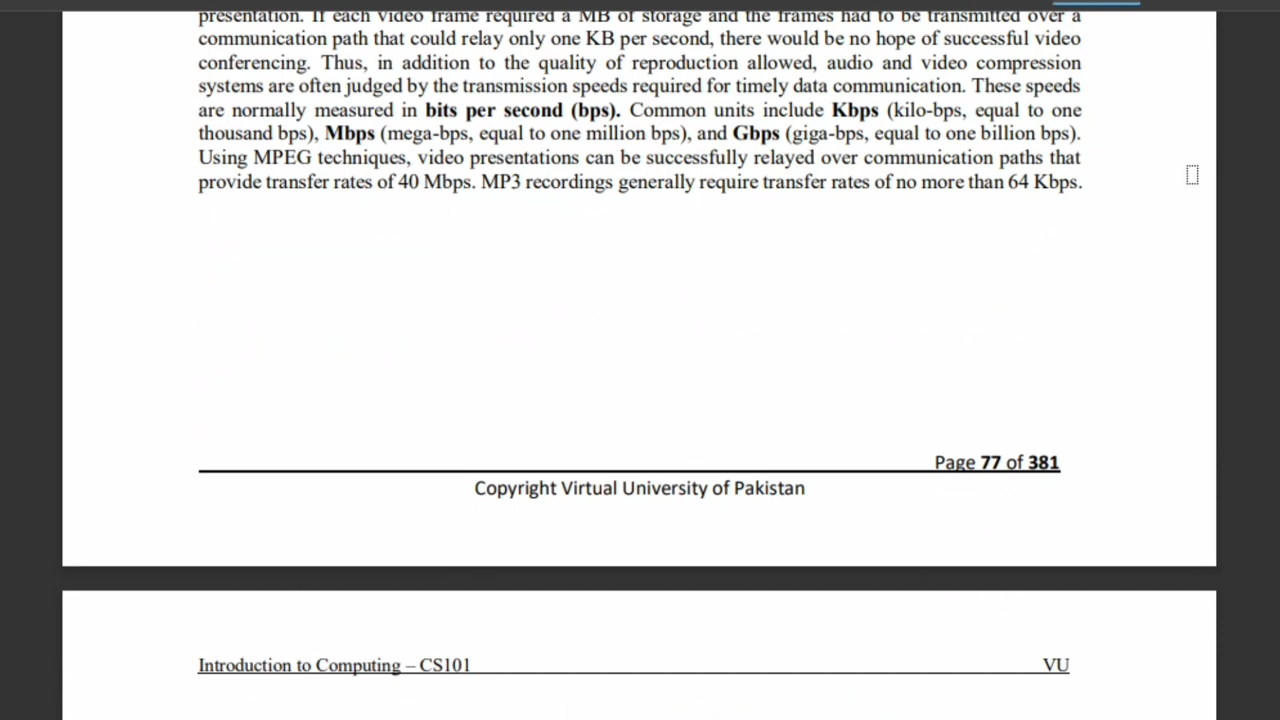 presentation. If each video frame required a MB of storage and the frames had to be transmitted over a
communication path that could relay only one KB per second, there would be no hope of successful video
conferencing. Thus, in addition to the quality of reproduction allowed, audio and video compression
systems are often judged by the transmission speeds required for timely data communication. These speeds
are normally measured in bits per second (bps). Common units include Kbps (kilo-bps, equal to one
thousand bps), Mbps (mega-bps, equal to one million bps), and Gbps (giga-bps, equal to one billion bps).
Using MPEG techniques, video presentations can be successfully relayed over communication paths that
provide transfer rates of 40 Mbps. MP3 recordings generally require transfer rates of no more than 64 Kbps.
Page 77 of 381
Copyright Virtual University of Pakistan
Introduction to Computing – CS101 VU